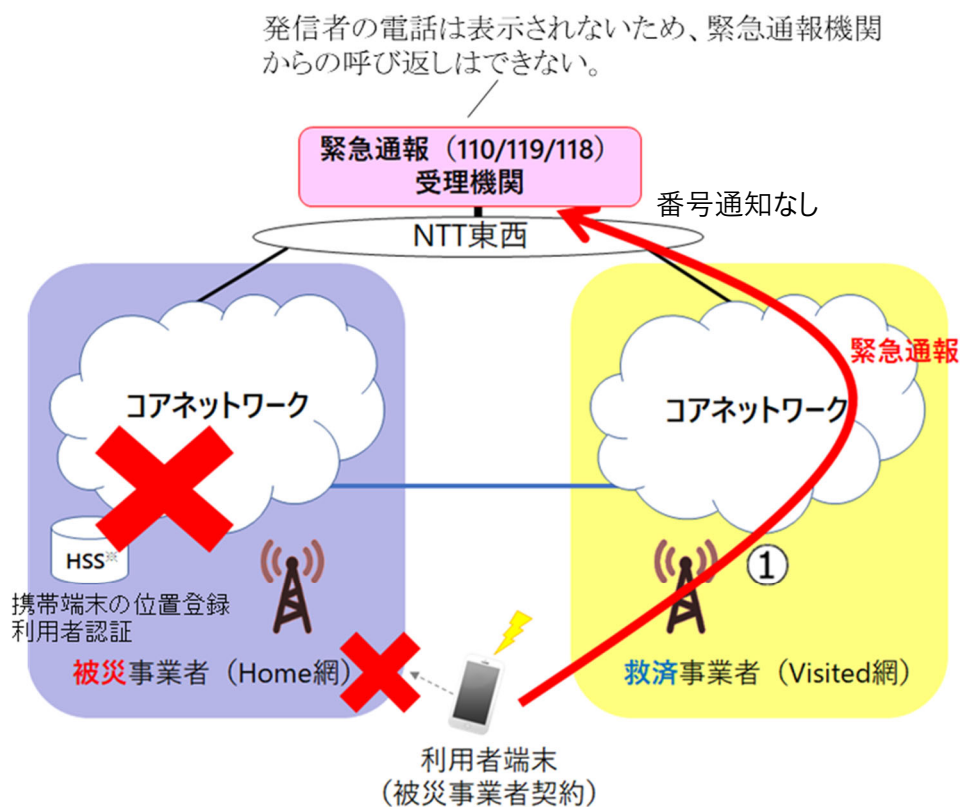 発信者の電話は表示されないため、緊急通報機関
からの呼び返しはできない。
緊急通報（110/119/118）
受理機関
番号通知なし
NTT東西
緊急通報
コアネットワーク
コアネットワーク
HSS※
①
携帯端末の位置登録
利用者認証
被災事業者（Home網）
救済事業者（Visited網）
利用者端末
（被災事業者契約）